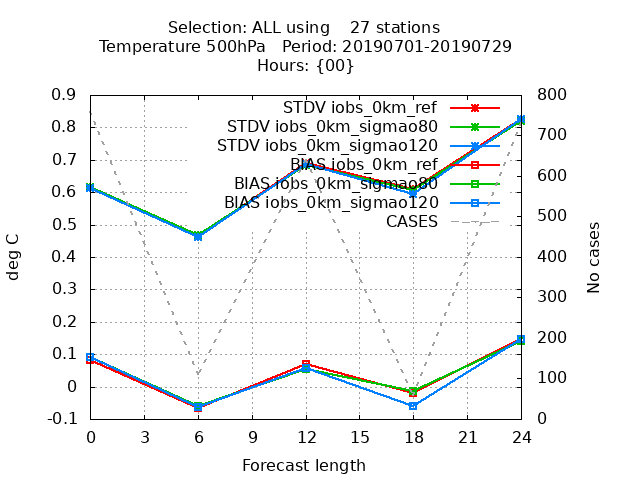 Selection: ALL using    27 stations
Temperature 500hPa   Period: 20190701-20190729
Hours: {00}
0.9
0.8
0.7
0.6
0.5
0.4
0.3
0.2
0.1
0
-0.1
deg C
STDV iobs_0km_ref
STDV iobs_0km_sigmao80
STDV iobs_0km_sigmao120
BIAS iobs_0km_ref
BIAS iobs_0km_sigmao80
BIAS iobs_0km_sigmao120
CASES
800
700
600
500
400
300
200
100
0
No cases
0 3 6 9 12 15 18 21 24
Forecast length